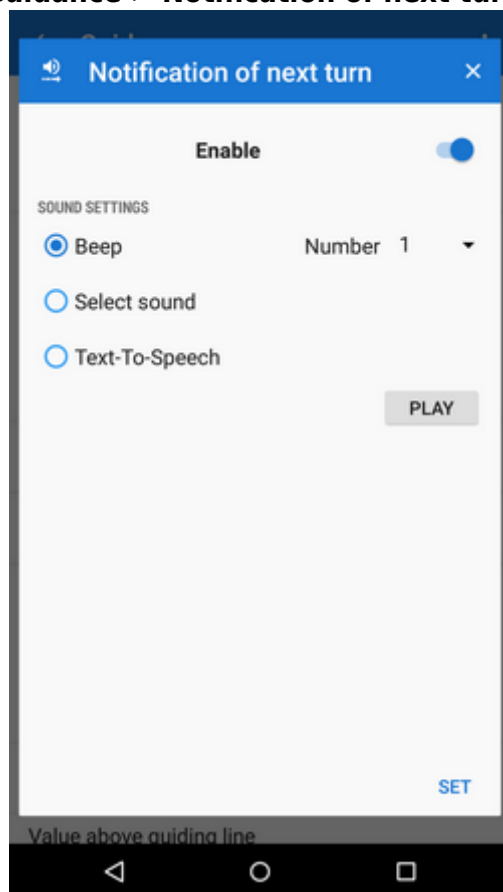 Notification of next turn
Enable
SOUND SETTINGS
Beep Number 1
Select sound
Text-To-Speech
PLAY
SET
Value above guiding line